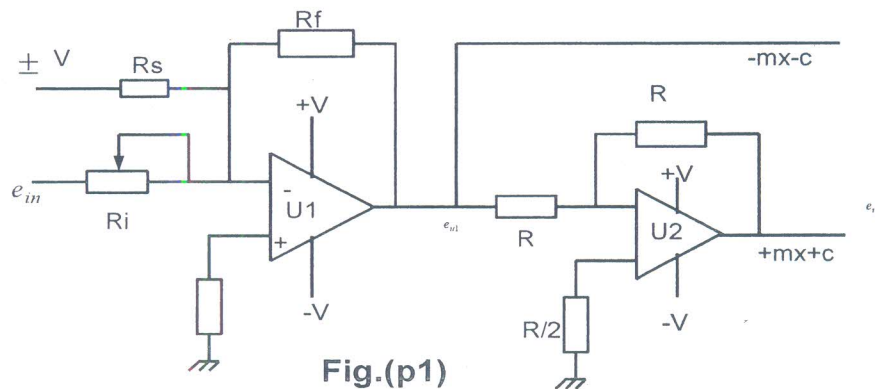 Rf
± V
Rs
-mx-c
+V
R
e_in
Ri
-
U1
+
+V
e_u1
R
U2
+mx+c
-V
R/2
-V
Fig.(p1)